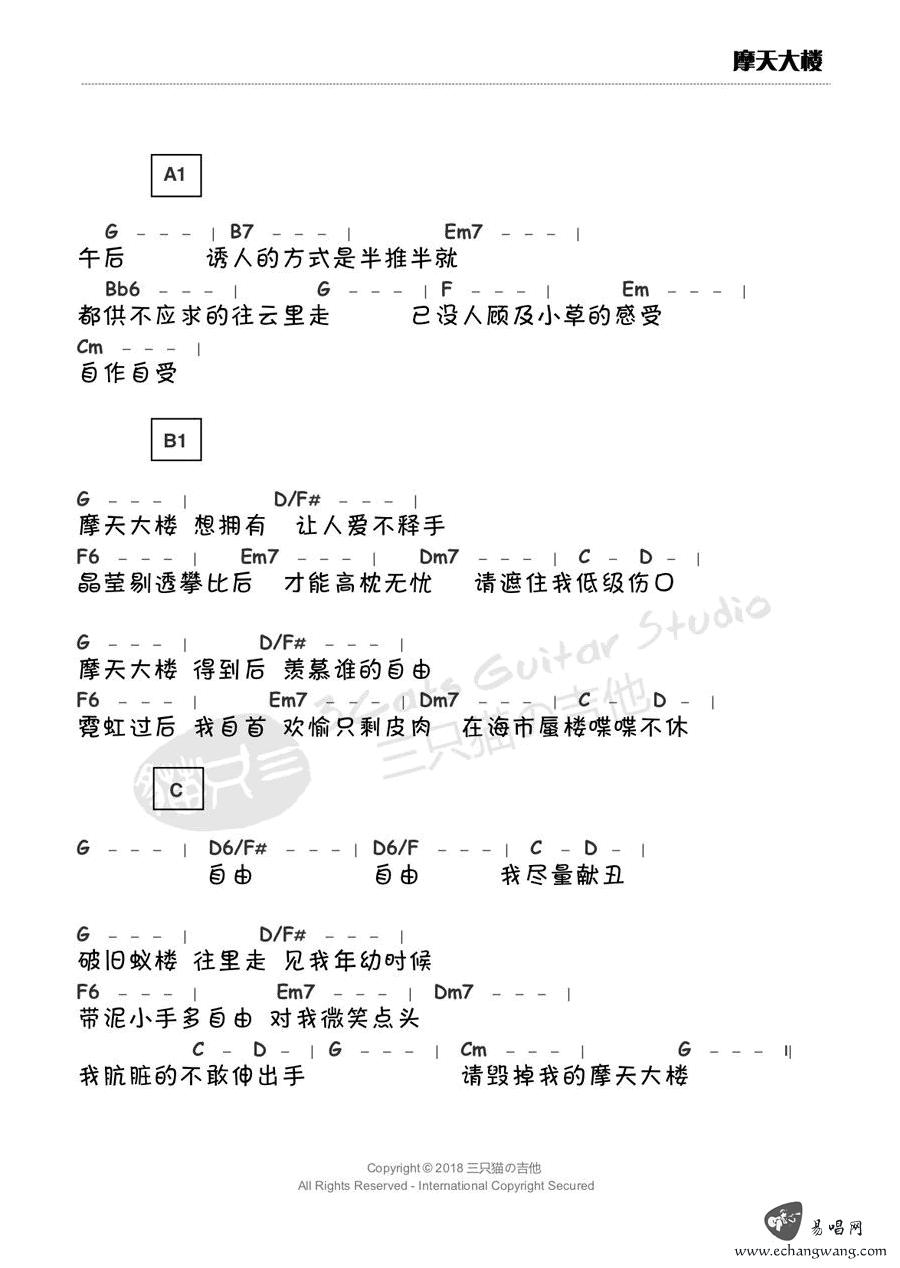 摩天大楼
A1
G - - - | B7 - - - | Em7 - - - |
午后 诱人的方式是半推半就
Bb6 - - - | G - - - | F - - - | Em - - - |
都供不应求的往云里走 已没人顾及小草的感受
Cm - - - |
自作自受
B1
G - - - | D/F# - - - |
摩天大楼 想拥有 让人爱不释手
F6 - - - | Em7 - - - | Dm7 - - - | C - D - |
晶莹剔透攀比后 才能高枕无忧 请遮住我低级伤口
G - - - | D/F# - - - |
摩天大楼 得到后 羡慕谁的自由
F6 - - - | Em7 - - - | Dm7 - - - | C - D - |
霓虹过后 我自首 欢愉只剩皮肉 在海市蜃楼喋喋不休
3Cats Guitar Studio
三只猫の吉他
C
G - - - | D6/F# - - - | D6/F - - - | C - D - |
自由 自由 我尽量献丑
G - - - | D/F# - - - |
破旧蚁楼 往里走 见我年幼时候
F6 - - - | Em7 - - - | Dm7 - - - |
带泥小手多自由 对我微笑点头
C - D - | G - - - | Cm - - - | G - - - ||
我肮脏的不敢伸出手 请毁掉我的摩天大楼
Copyright © 2018 三只猫の吉他
All Rights Reserved - International Copyright Secured
易唱网
www.echangwang.com